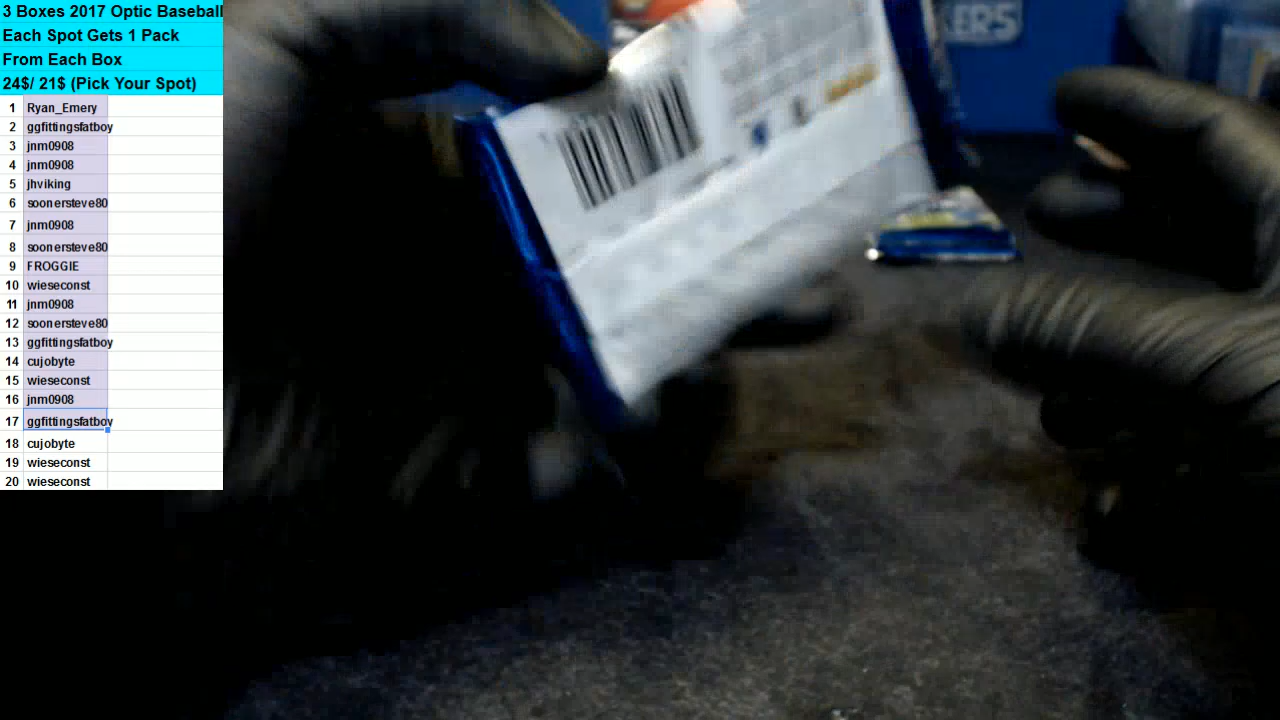 3 Boxes 2017 Optic Baseball
Each Spot Gets 1 Pack
From Each Box
24$/ 21$ (Pick Your Spot)
1 Ryan_Emery
2 ggfittingsfatboy
3 jnm0908
4 jnm0908
5 jhviking
6 soonersteve80
7 jnm0908
8 soonersteve80
9 FROGGIE
10 wieseconst
11 jnm0908
12 soonersteve80
13 ggfittingsfatboy
14 cujobyte
15 wieseconst
16 jnm0908
17 ggfittingsfatboy
18 cujobyte
19 wieseconst
20 wieseconst